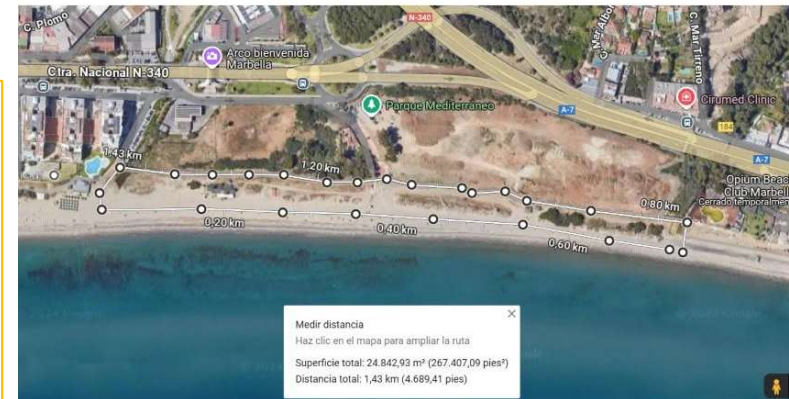 C. Plomo
N-340
Arco bienvenida
Marbella
C. Mar Tirreno
Ctra. Nacional N-340
Parque Mediterraneo
A-7
Cirumed Clinic
184
A-7
1,43 km
1,20 km
Opium Beac
Club Marbell
Cerrado temporalmen
0,80 km
0,20 km
0,40 km
0,60 km
Medir distancia
Haz clic en el mapa para ampliar la ruta
Superficie total: 24.842,93 m² (267.407,09 pies²)
Distancia total: 1,43 km (4.689,41 pies)